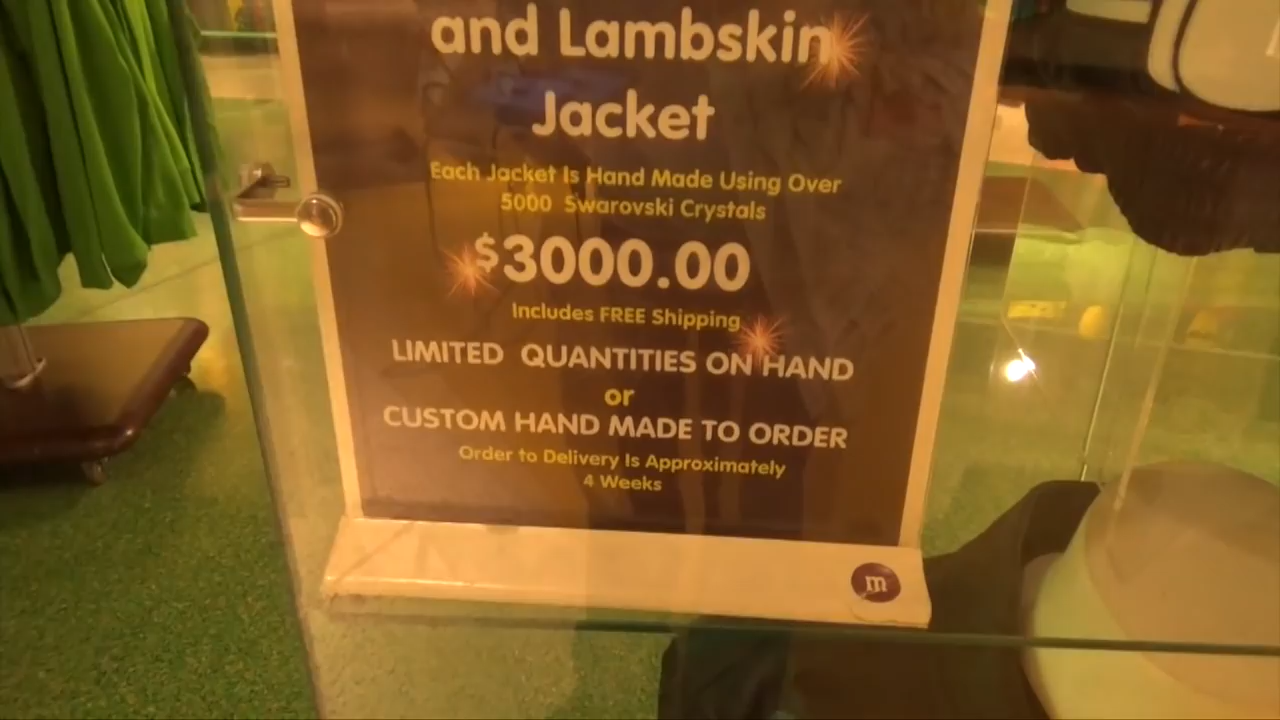 and Lambskin
Jacket
Each Jacket Is Hand Made Using Over
5000 Swarovski Crystals
$3000.00
Includes FREE Shipping
LIMITED QUANTITIES ON HAND
or
CUSTOM HAND MADE TO ORDER
Order to Delivery Is Approximately
4 Weeks
m